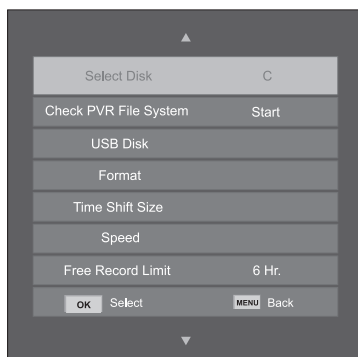 Select Disk C
Check PVR File System Start
USB Disk
Format
Time Shift Size
Speed
Free Record Limit 6 Hr.
OK Select MENU Back